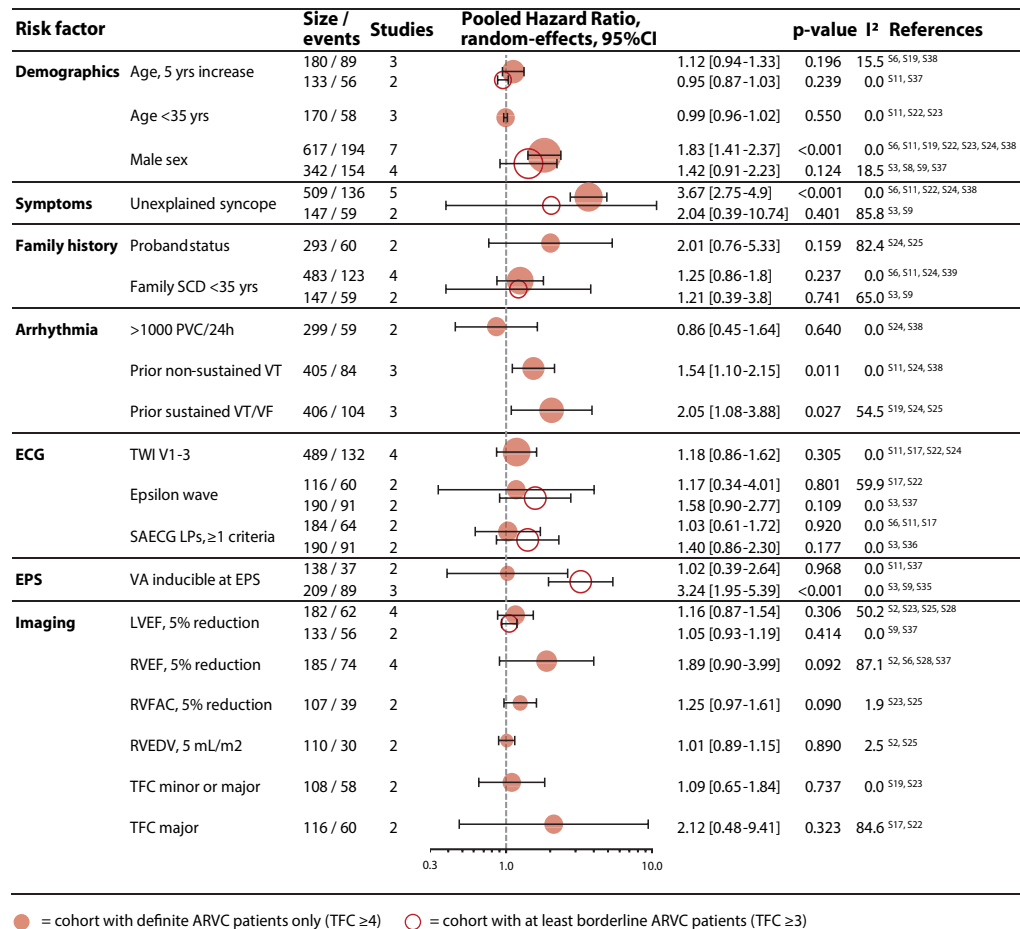 Risk factor Size / events Studies Pooled Hazard Ratio, random-effects, 95%CI p-value I² References
Demographics Age, 5 yrs increase 180 / 89 3 1.12 [0.94-1.33] 0.196 15.5 S6, S19, S38
133 / 56 2 0.95 [0.87-1.03] 0.239 0.0 S11, S37
Age <35 yrs 170 / 58 3 0.99 [0.96-1.02] 0.550 0.0 S11, S22, S23
Male sex 617 / 194 7 1.83 [1.41-2.37] <0.001 0.0 S6, S11, S19, S22, S23, S24, S38
342 / 154 4 1.42 [0.91-2.23] 0.124 18.5 S3, S8, S9, S37
Symptoms Unexplained syncope 509 / 136 5 3.67 [2.75-4.9] <0.001 0.0 S6, S11, S22, S24, S38
147 / 59 2 2.04 [0.39-10.74] 0.401 85.8 S3, S9
Family history Proband status 293 / 60 2 2.01 [0.76-5.33] 0.159 82.4 S24, S25
Family SCD <35 yrs 483 / 123 4 1.25 [0.86-1.8] 0.237 0.0 S6, S11, S24, S39
147 / 59 2 1.21 [0.39-3.8] 0.741 65.0 S3, S9
Arrhythmia >1000 PVC/24h 299 / 59 2 0.86 [0.45-1.64] 0.640 0.0 S24, S38
Prior non-sustained VT 405 / 84 3 1.54 [1.10-2.15] 0.011 0.0 S11, S24, S38
Prior sustained VT/VF 406 / 104 3 2.05 [1.08-3.88] 0.027 54.5 S19, S24, S25
ECG TWI V1-3 489 / 132 4 1.18 [0.86-1.62] 0.305 0.0 S11, S17, S22, S24
Epsilon wave 116 / 60 2 1.17 [0.34-4.01] 0.801 59.9 S17, S22
190 / 91 2 1.58 [0.90-2.77] 0.109 0.0 S3, S37
SAECG LPs, ≥1 criteria 184 / 64 2 1.03 [0.61-1.72] 0.920 0.0 S6, S11, S17
190 / 91 2 1.40 [0.86-2.30] 0.177 0.0 S3, S36
EPS VA inducible at EPS 138 / 37 2 1.02 [0.39-2.64] 0.968 0.0 S11, S37
209 / 89 3 3.24 [1.95-5.39] <0.001 0.0 S3, S9, S35
Imaging LVEF, 5% reduction 182 / 62 4 1.16 [0.87-1.54] 0.306 50.2 S2, S23, S25, S28
133 / 56 2 1.05 [0.93-1.19] 0.414 0.0 S9, S37
RVEF, 5% reduction 185 / 74 4 1.89 [0.90-3.99] 0.092 87.1 S2, S6, S28, S37
RVFAC, 5% reduction 107 / 39 2 1.25 [0.97-1.61] 0.090 1.9 S23, S25
RVEDV, 5 mL/m2 110 / 30 2 1.01 [0.89-1.15] 0.890 2.5 S2, S25
TFC minor or major 108 / 58 2 1.09 [0.65-1.84] 0.737 0.0 S19, S23
TFC major 116 / 60 2 2.12 [0.48-9.41] 0.323 84.6 S17, S22
0.3 1.0 10.0
= cohort with definite ARVC patients only (TFC ≥4) = cohort with at least borderline ARVC patients (TFC ≥3)